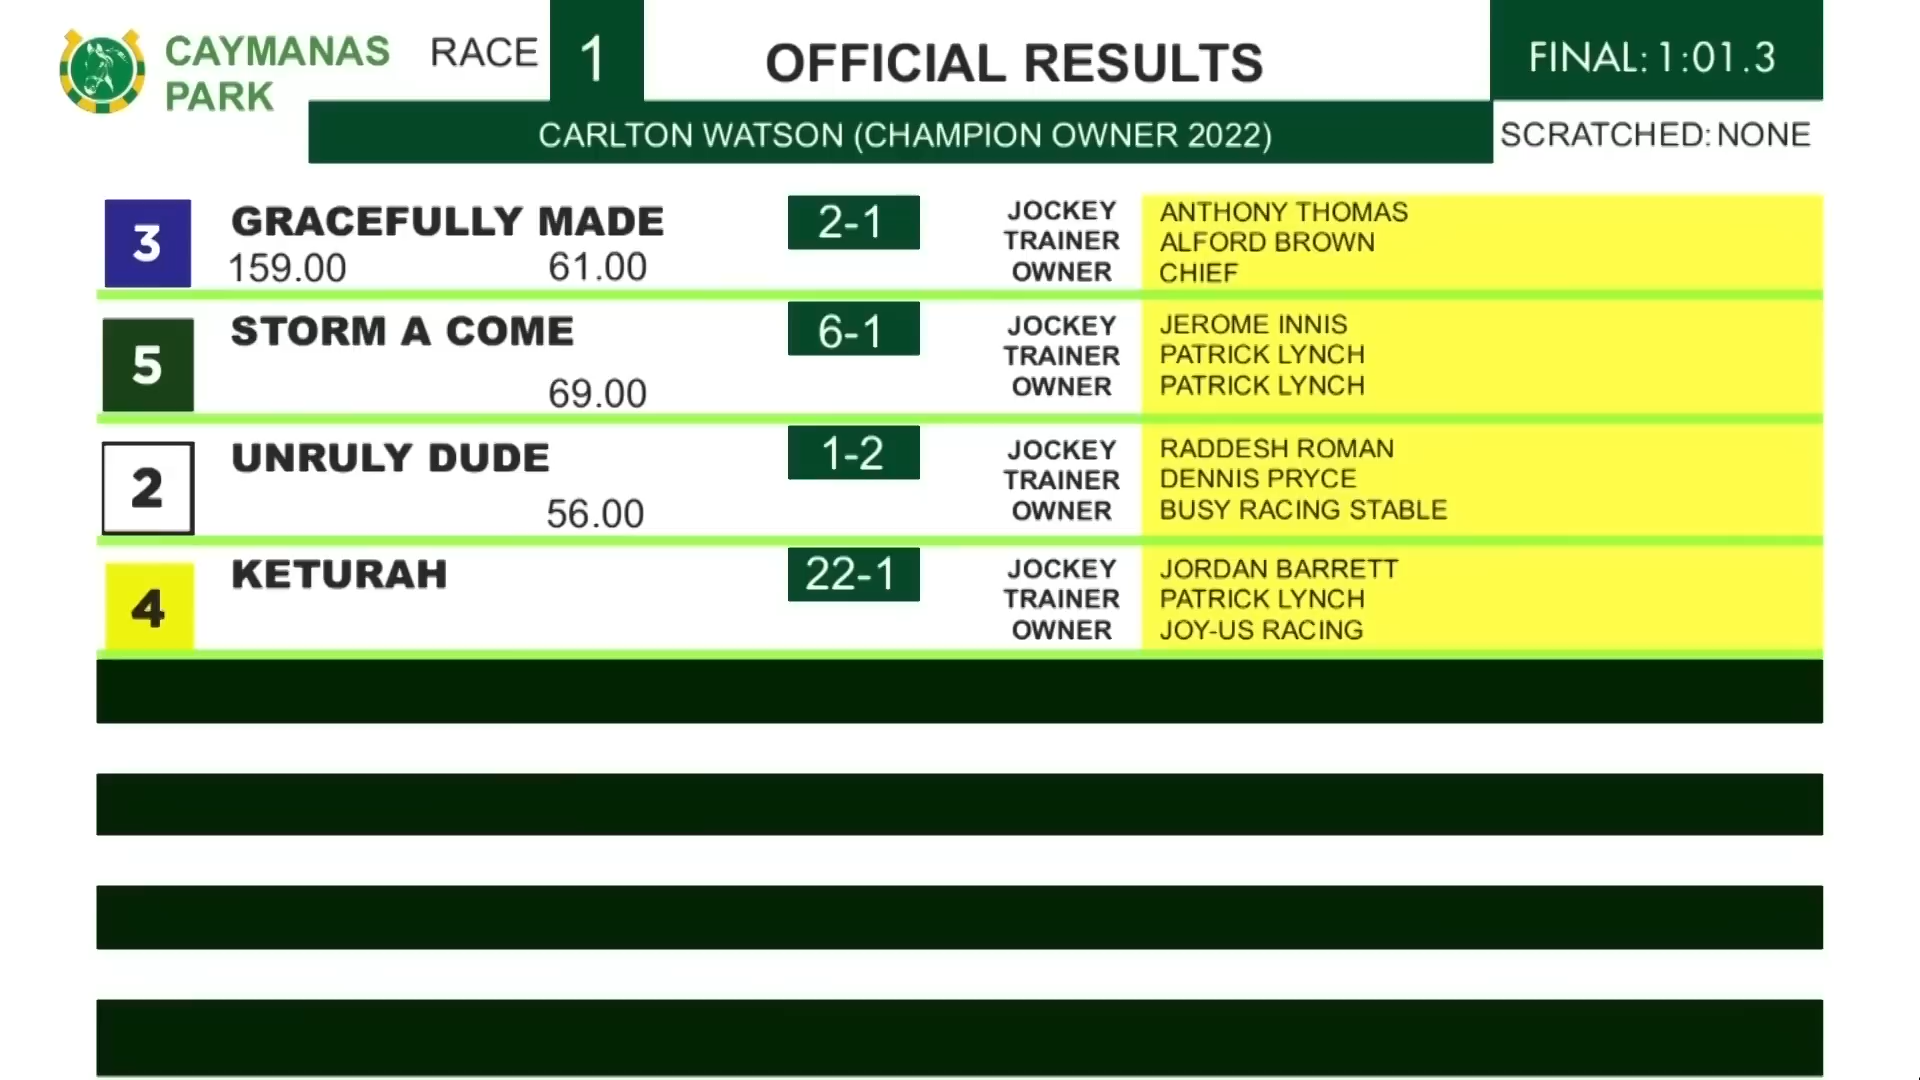 CAYMANAS PARK
RACE 1
OFFICIAL RESULTS
FINAL: 1:01.3
CARLTON WATSON (CHAMPION OWNER 2022)
SCRATCHED: NONE
3 GRACEFULLY MADE 2-1
159.00 61.00
JOCKEY ANTHONY THOMAS
TRAINER ALFORD BROWN
OWNER CHIEF
5 STORM A COME 6-1
69.00
JOCKEY JEROME INNIS
TRAINER PATRICK LYNCH
OWNER PATRICK LYNCH
2 UNRULY DUDE 1-2
56.00
JOCKEY RADDESH ROMAN
TRAINER DENNIS PRYCE
OWNER BUSY RACING STABLE
4 KETURAH 22-1
JOCKEY JORDAN BARRETT
TRAINER PATRICK LYNCH
OWNER JOY-US RACING